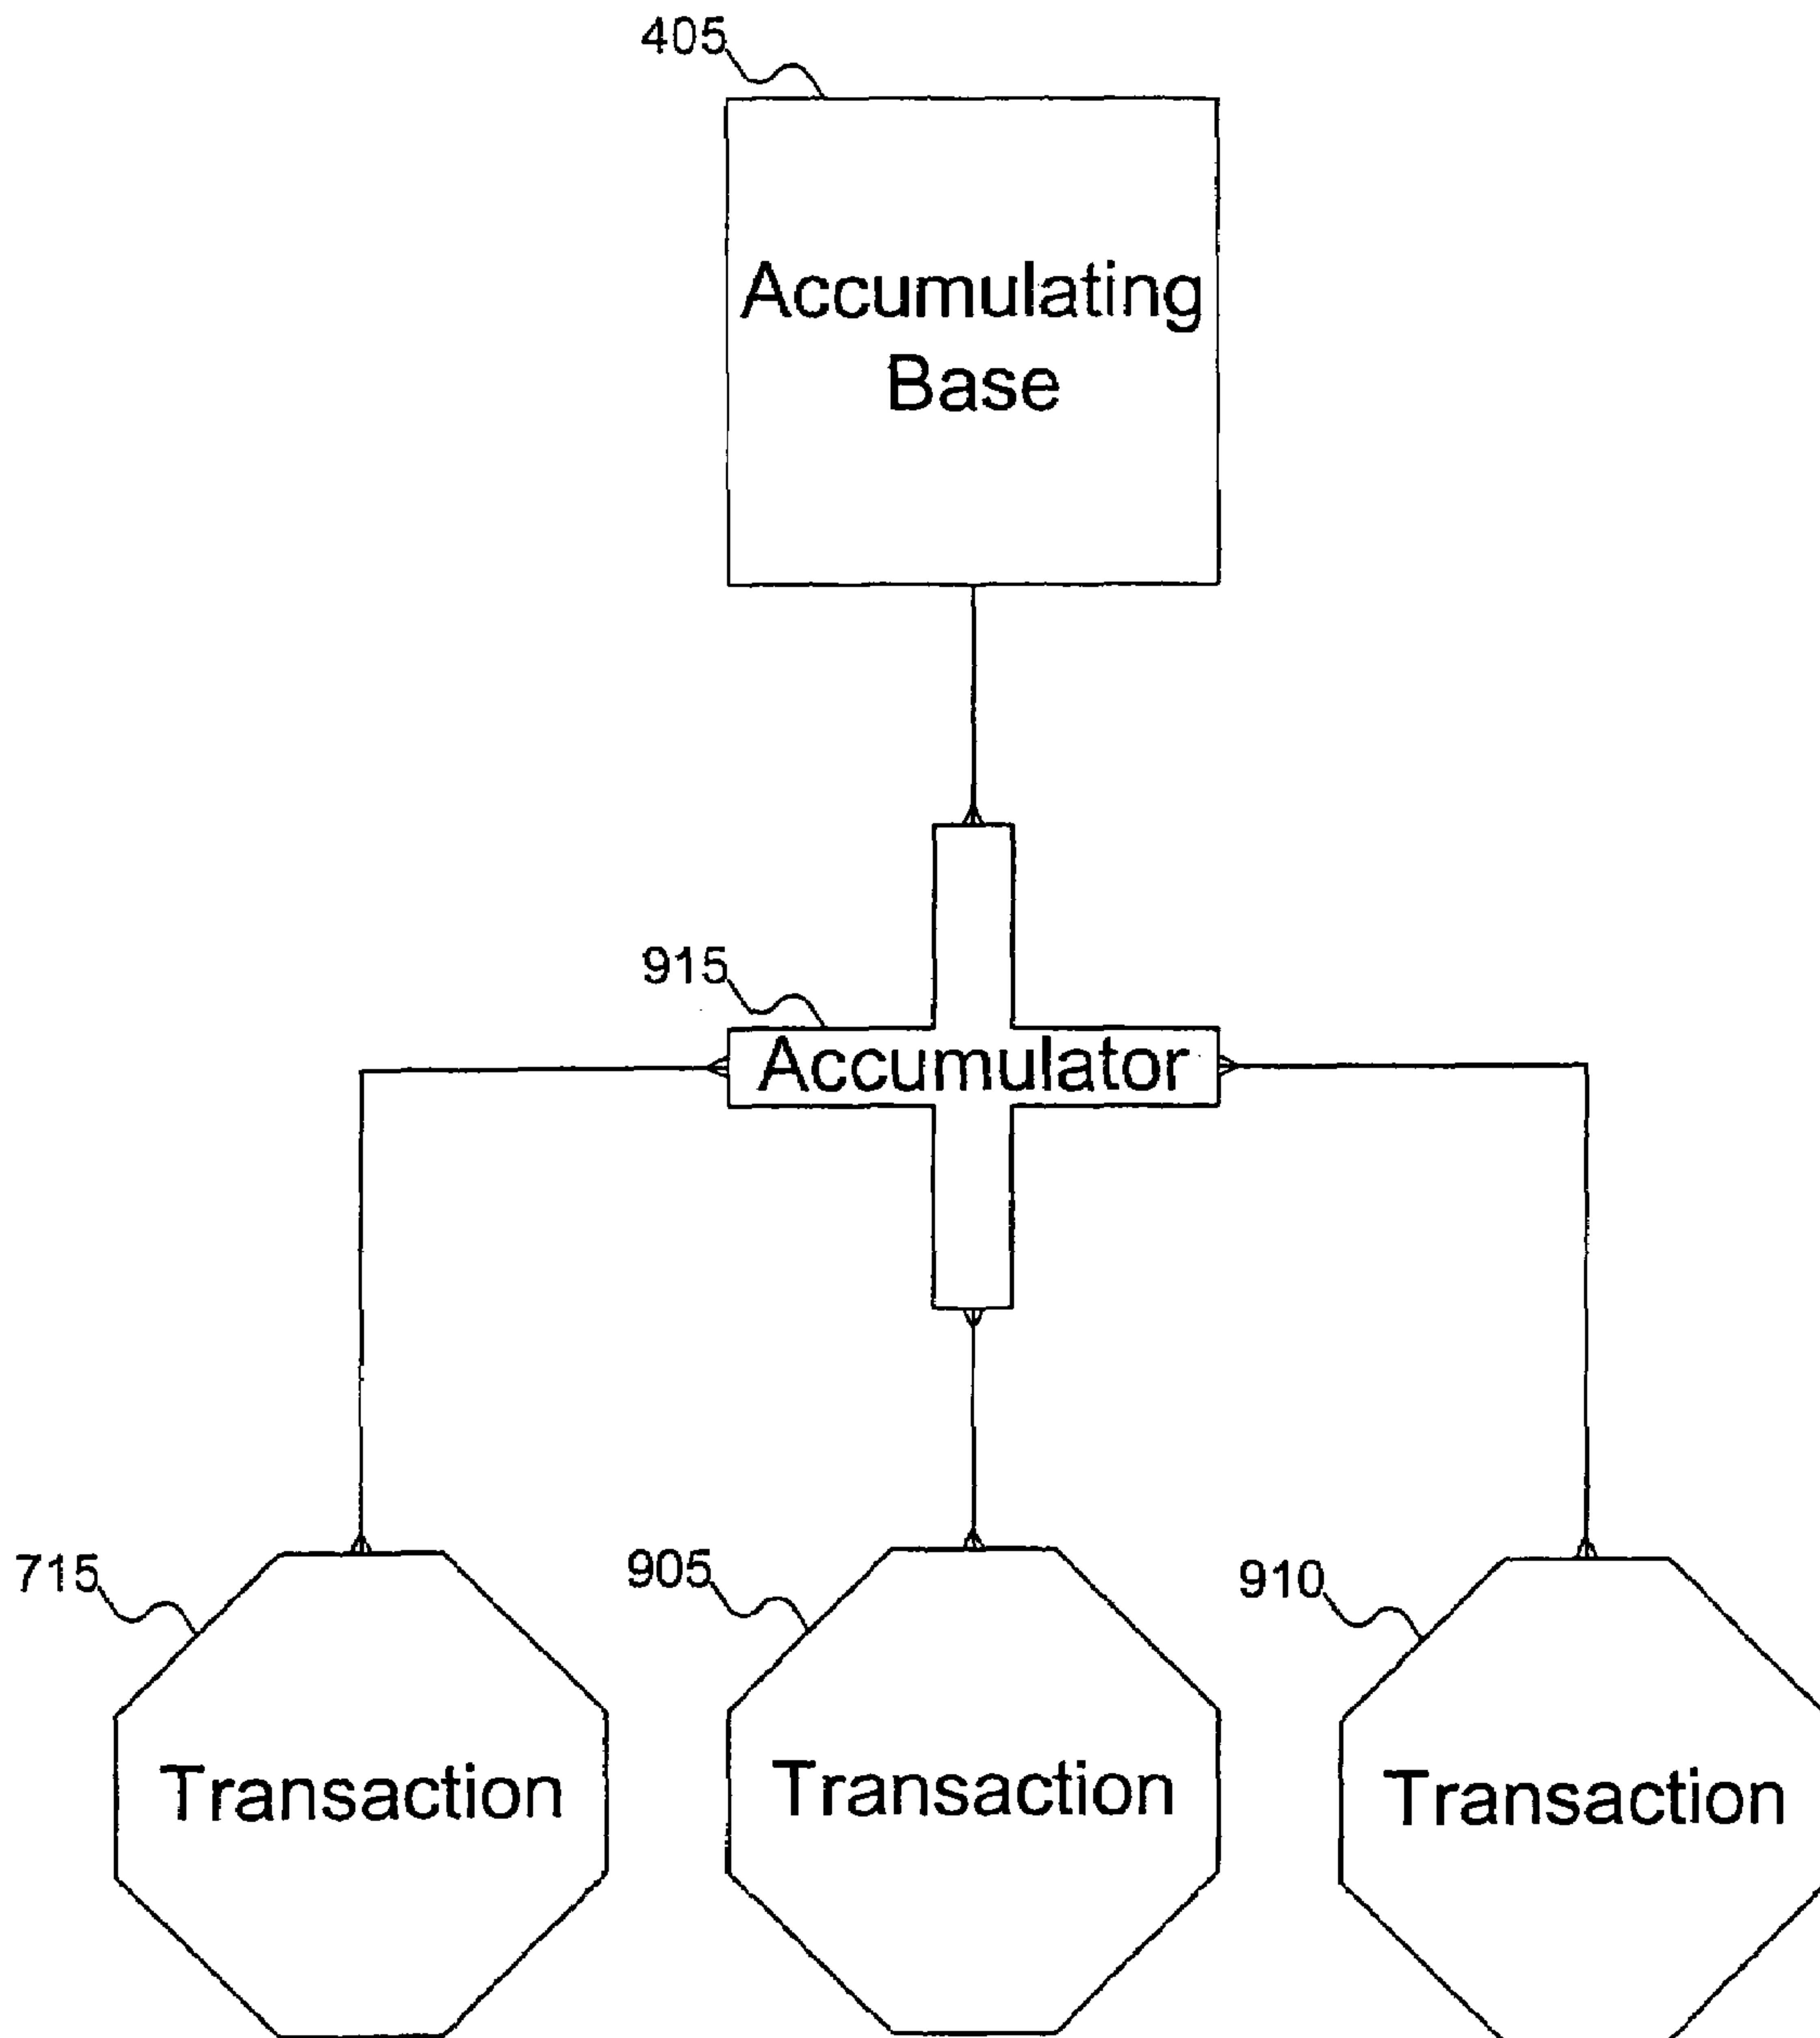 405
Accumulating
Base
915
Accumulator
715
905
910
Transaction
Transaction
Transaction